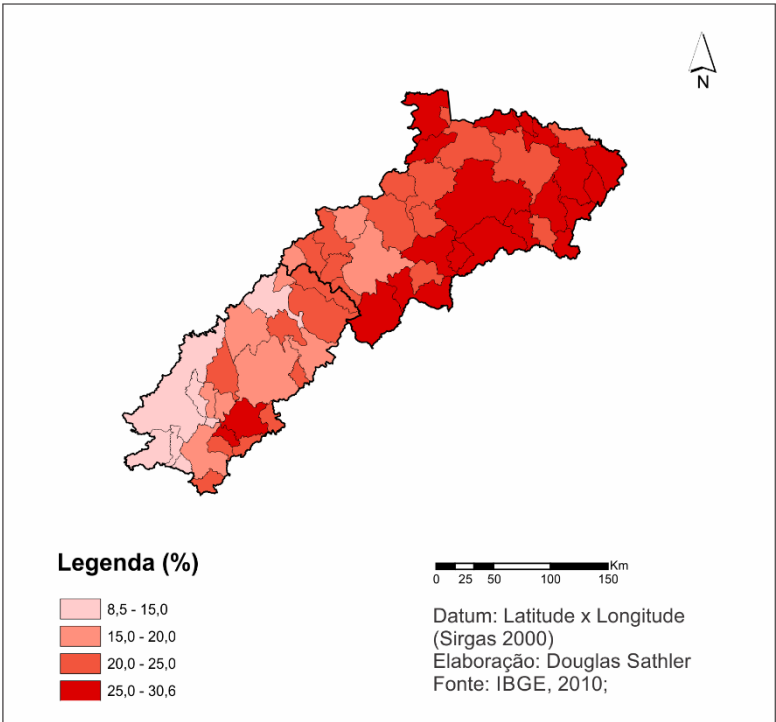 N
Legenda (%)
8,5 - 15,0
15,0 - 20,0
20,0 - 25,0
25,0 - 30,6
Km
0 25 50 100 150
Datum: Latitude x Longitude
(Sirgas 2000)
Elaboração: Douglas Sathler
Fonte: IBGE, 2010;